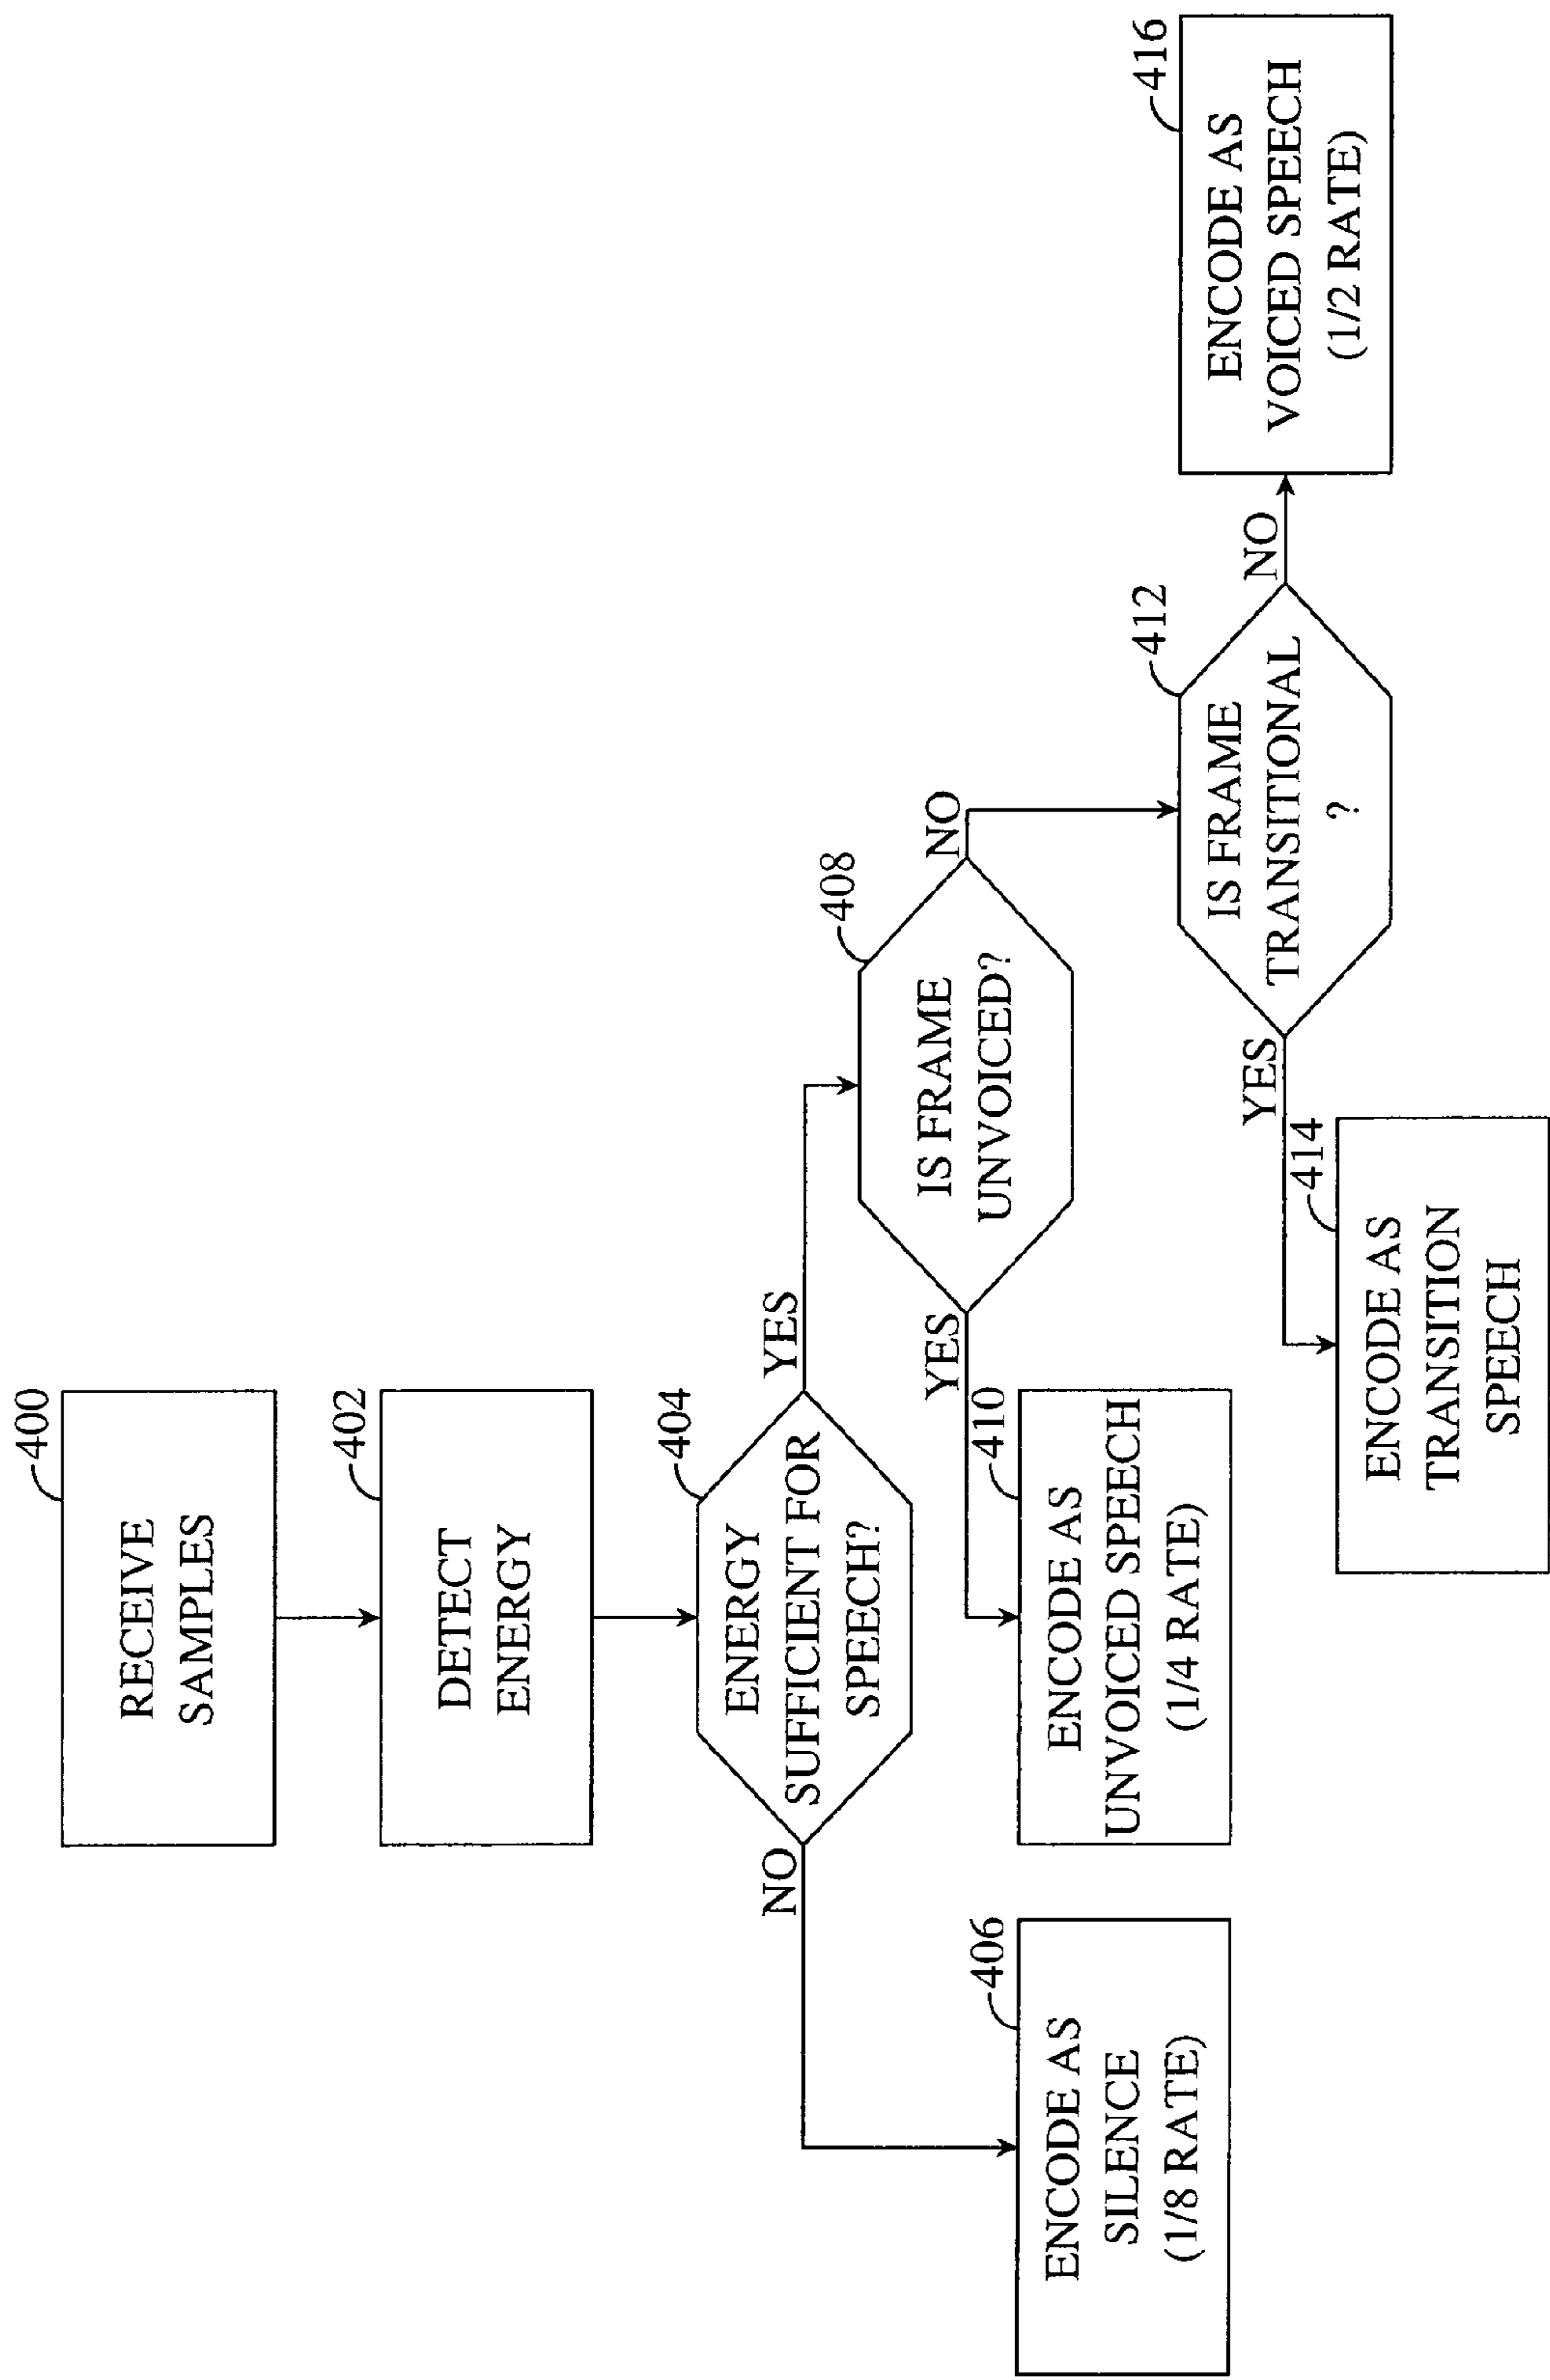 400
RECEIVE
SAMPLES
402
DETECT
ENERGY
404
ENERGY
SUFFICIENT FOR
SPEECH?
NO
YES
406
ENCODE AS
SILENCE
(1/8 RATE)
408
IS FRAME
UNVOICED?
YES
NO
410
ENCODE AS
UNVOICED SPEECH
(1/4 RATE)
412
IS FRAME
TRANSITIONAL
?
YES
NO
414
ENCODE AS
TRANSITION
SPEECH
416
ENCODE AS
VOICED SPEECH
(1/2 RATE)